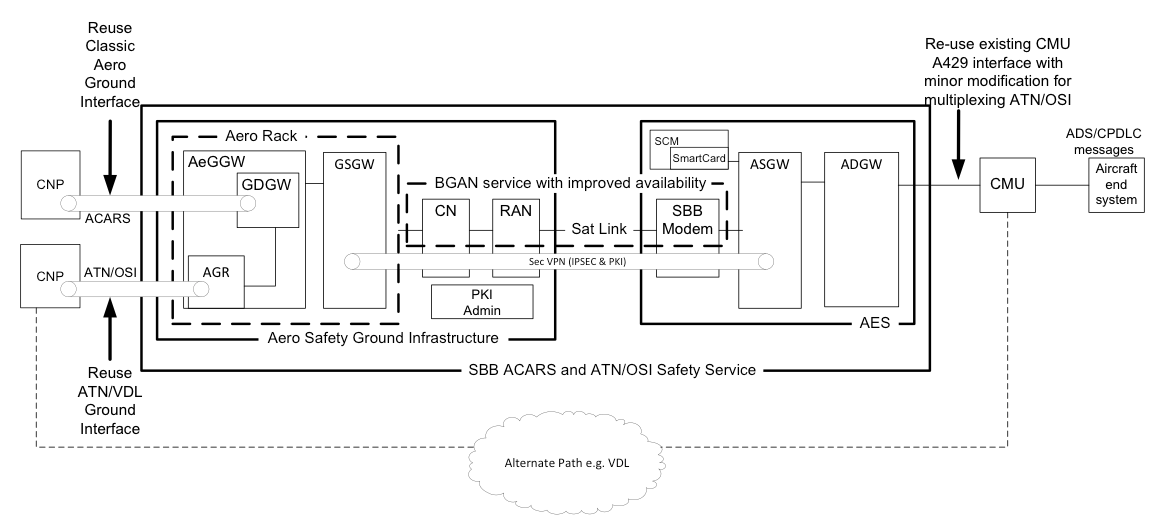 Reuse
Classic
Aero
Ground
Interface
Re-use existing CMU
A429 interface with
minor modification for
multiplexing ATN/OSI
Aero Rack
AeGGW
GDGW
GSGW
CNP
ACARS
CNP
ATN/OSI
AGR
BGAN service with improved availability
CN
RAN
Sat Link
SBB
Modem
Sec VPN (IPSEC & PKI)
PKI
Admin
SCM
SmartCard
ASGW
ADGW
CMU
ADS/CPDLC
messages
Aircraft
end
system
AES
Aero Safety Ground Infrastructure
SBB ACARS and ATN/OSI Safety Service
Reuse
ATN/VDL
Ground
Interface
Alternate Path e.g. VDL